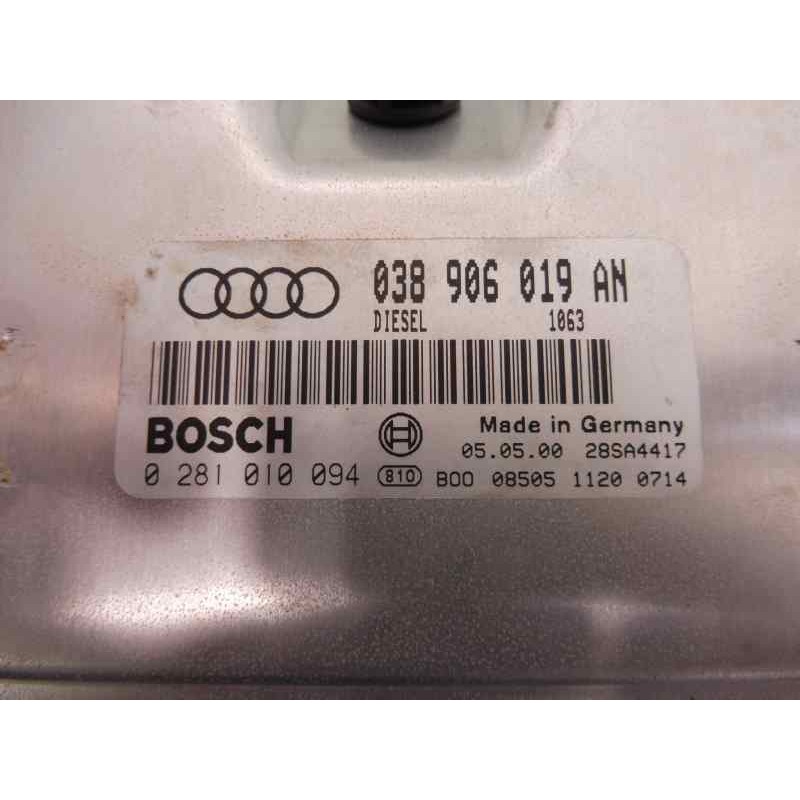 038 906 019 AN
DIESEL 1063
BOSCH Made in Germany
05.05.00 28SA4417
0 281 010 094 810 B00 08505 1120 0714